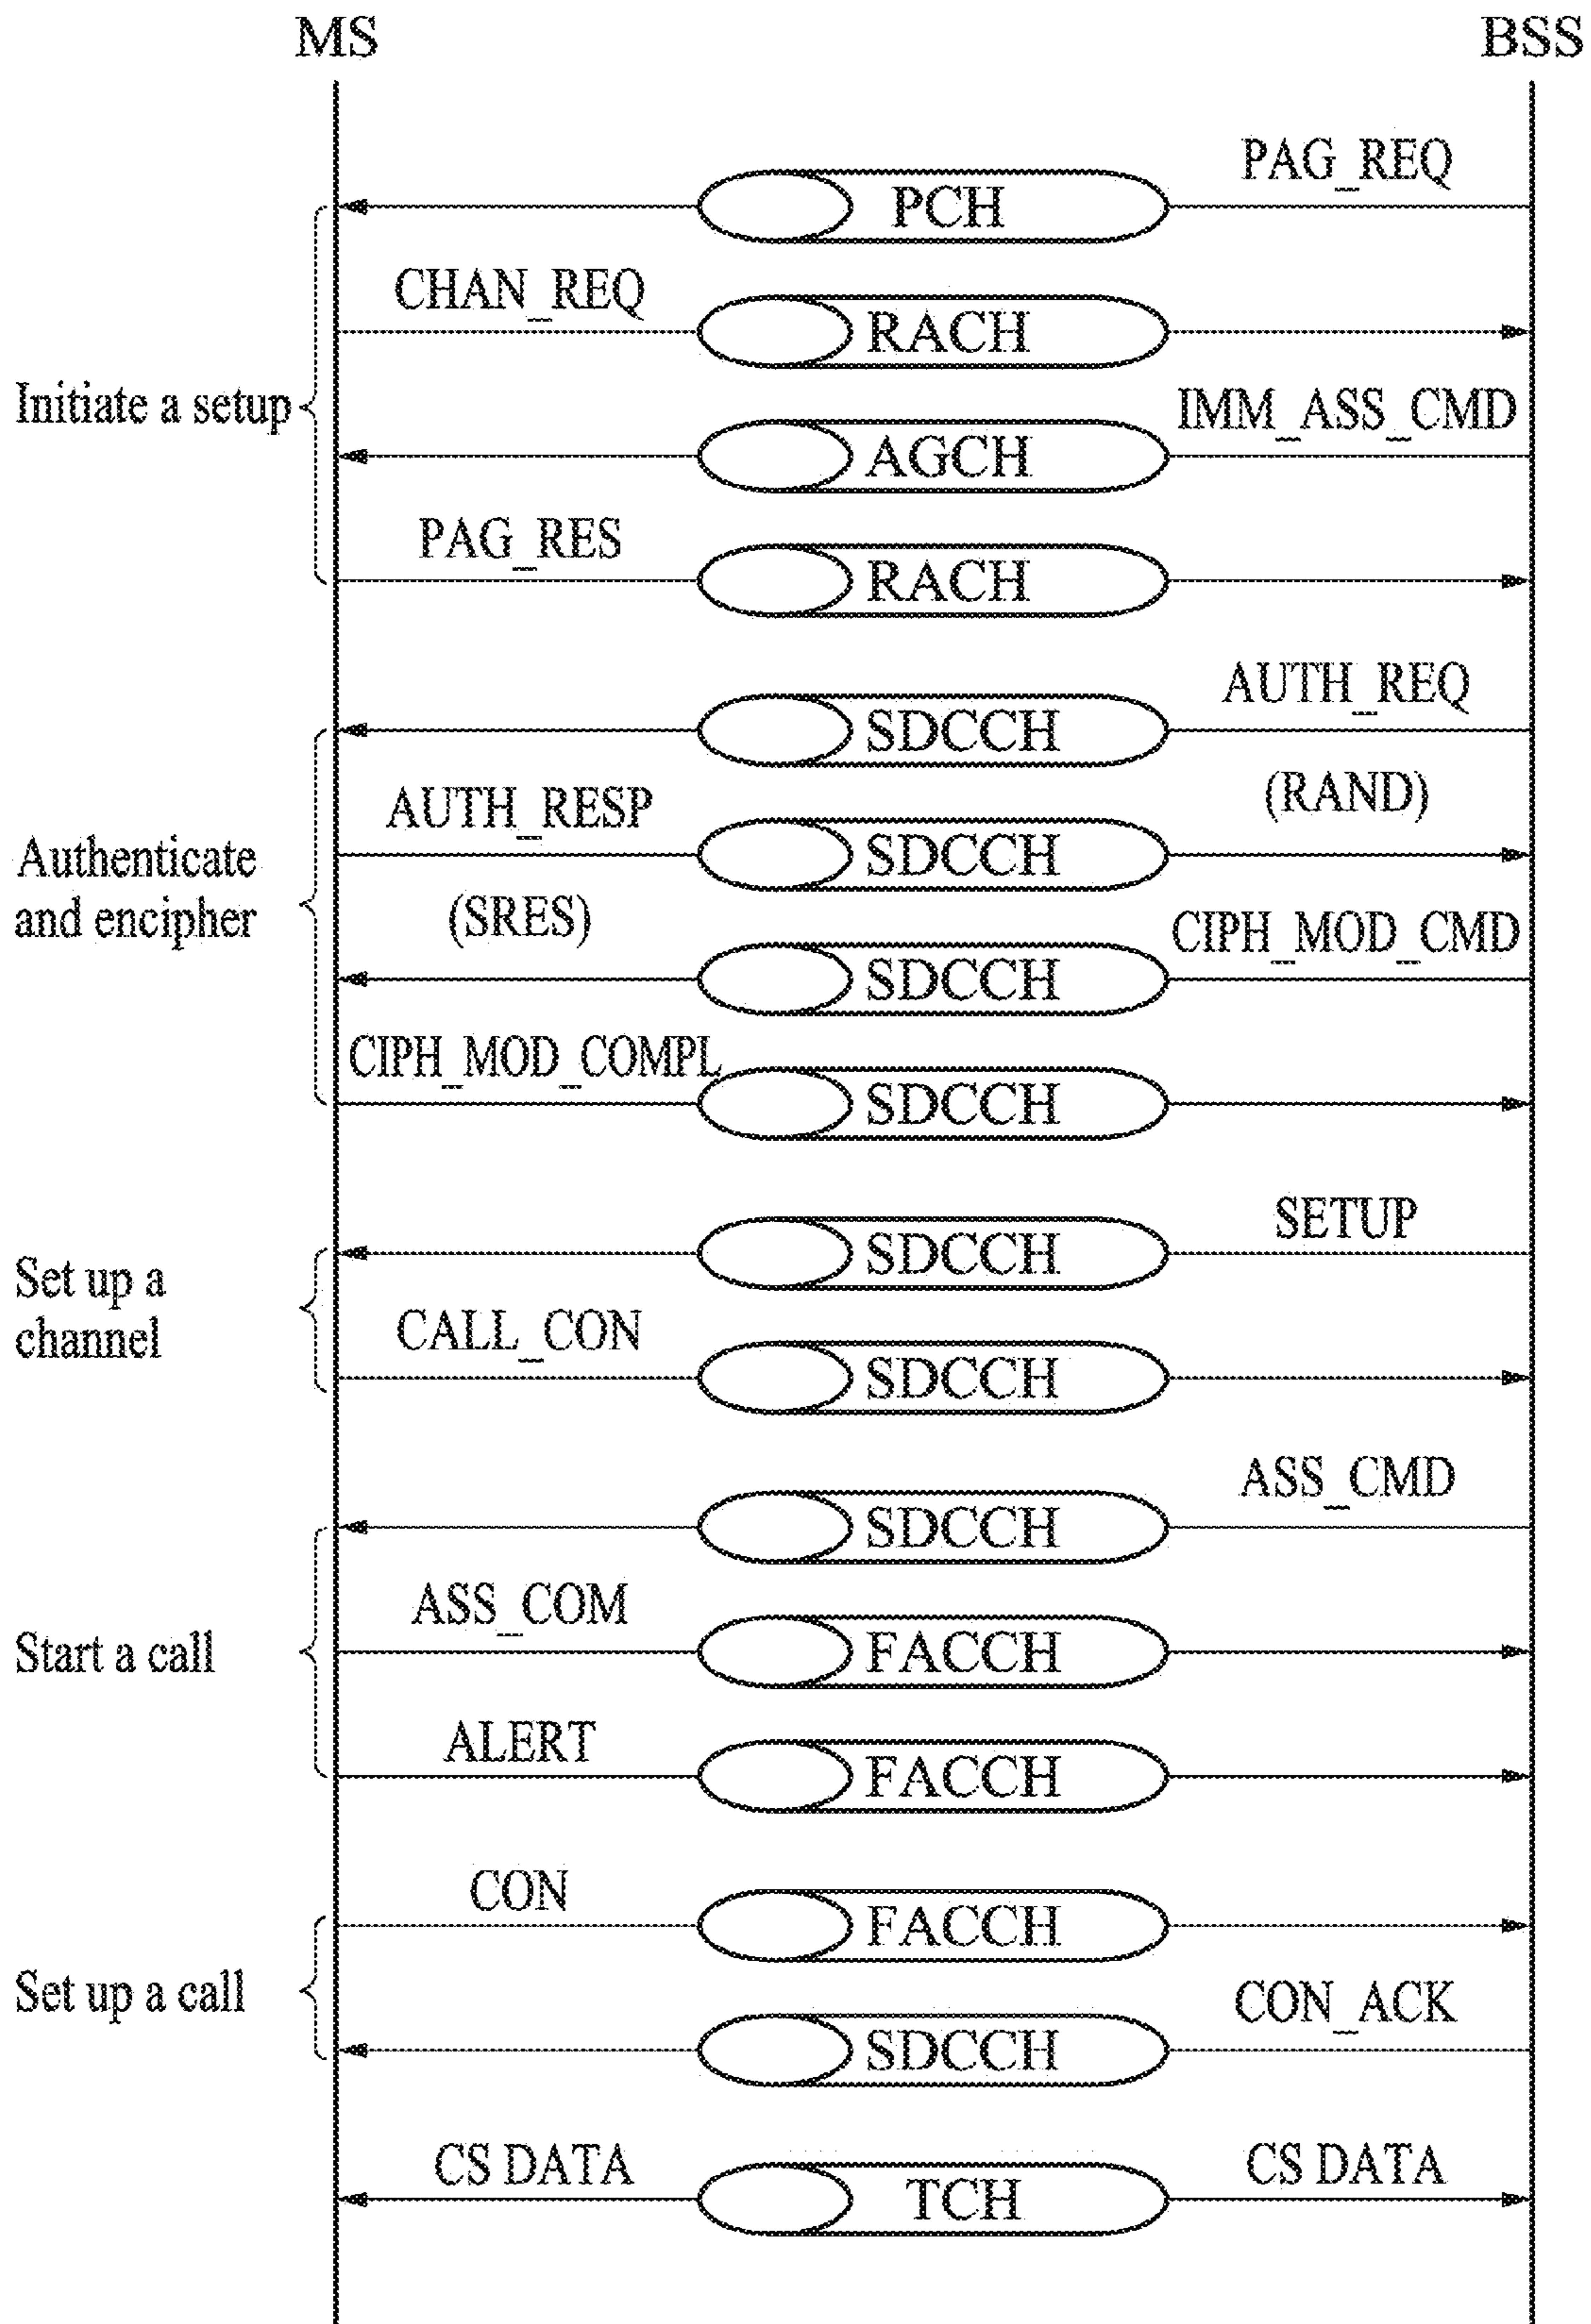 MS
BSS
PAG_REQ
PCH
CHAN_REQ
RACH
Initiate a setup
IMM_ASS_CMD
AGCH
PAG_RES
RACH
AUTH_REQ
SDCCH
(RAND)
AUTH_RESP
SDCCH
Authenticate
and encipher
(SRES)
CIPH_MOD_CMD
SDCCH
CIPH_MOD_COMPL
SDCCH
SETUP
SDCCH
Set up a
channel
CALL_CON
SDCCH
ASS_CMD
SDCCH
ASS_COM
FACCH
Start a call
ALERT
FACCH
CON
FACCH
Set up a call
CON_ACK
SDCCH
CS DATA
TCH
CS DATA